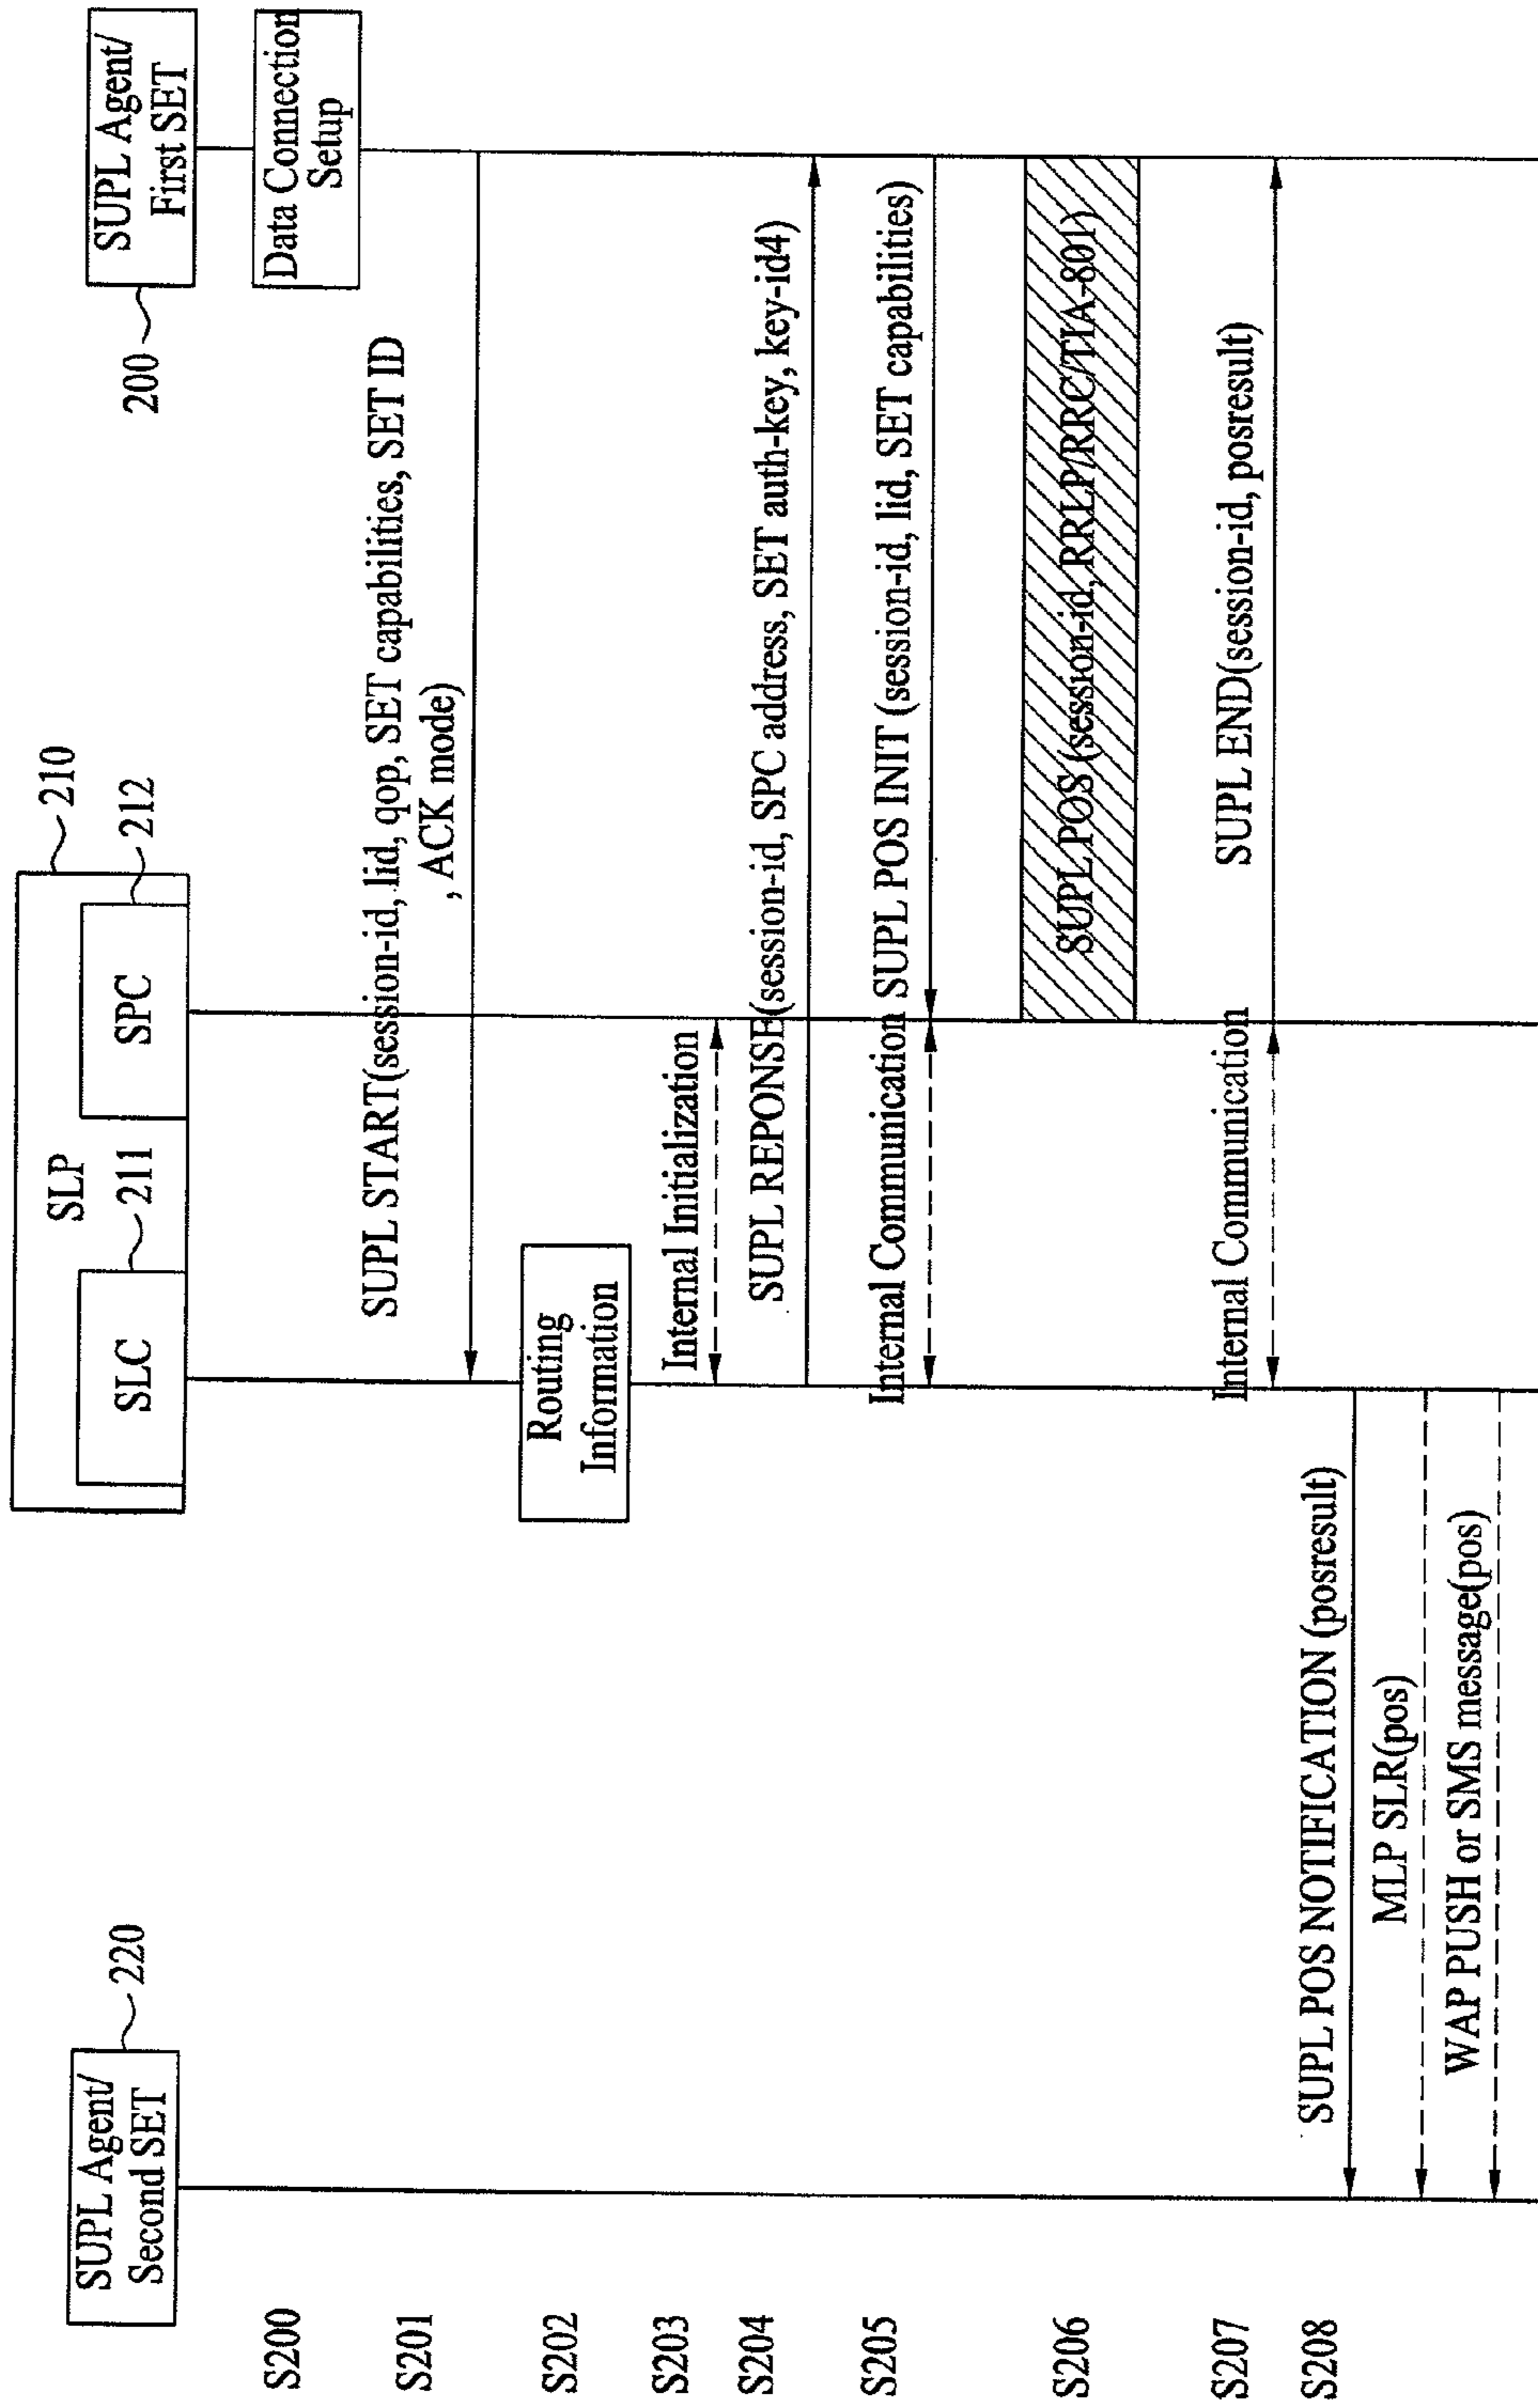 SUPL Agent/
Second SET
220
SLP
210
SLC
211
SPC
212
SUPL Agent/
First SET
200
S200
Data Connection
Setup
S201
SUPL START(session-id, lid, qop, SET capabilities, SET ID
, ACK mode)
S202
Routing
Information
S203
Internal Initialization
S204
SUPL REPONSE(session-id, SPC address, SET auth-key, key-id4)
S205
Internal Communication
SUPL POS INIT (session-id, lid, SET capabilities)
S206
SUPL POS (session-id, RRLP/RRC/TIA-801)
S207
Internal Communication
SUPL END(session-id, posresult)
S208
SUPL POS NOTIFICATION (posresult)
MLP SLR(pos)
WAP PUSH or SMS message(pos)